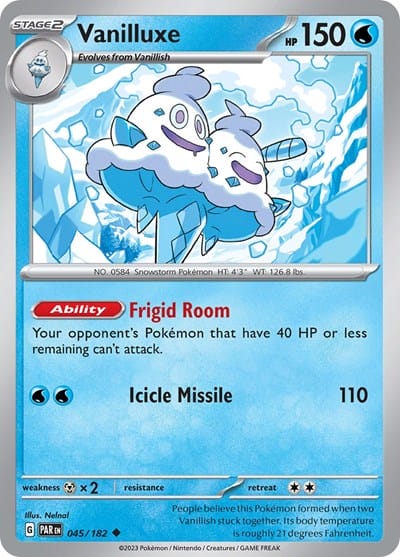 STAGE2
Vanilluxe
HP 150
Evolves from Vanillish
NO. 0584 Snowstorm Pokémon HT: 4'3" WT: 126.8 lbs.
Ability Frigid Room
Your opponent's Pokémon that have 40 HP or less
remaining can't attack.
Icicle Missile 110
weakness ×2 resistance retreat
Illus. Nelnal
G PAR EN 045/182
People believe this Pokémon formed when two
Vanillish stuck together. Its body temperature
is roughly 21 degrees Fahrenheit.
©2023 Pokémon / Nintendo / Creatures / GAME FREAK